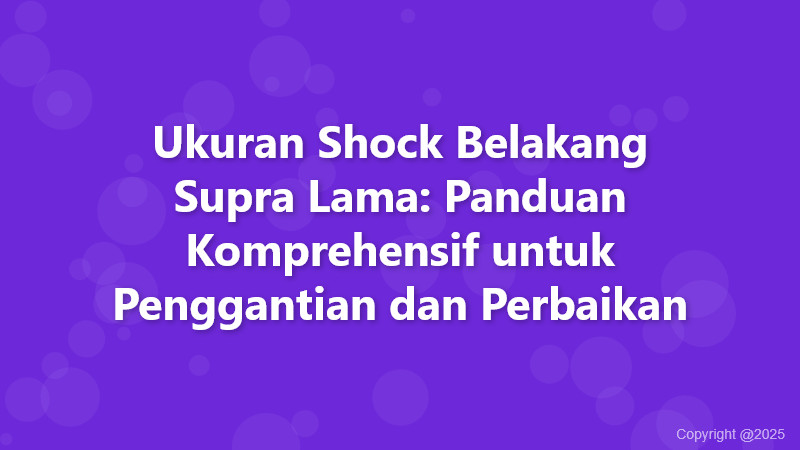 Ukuran Shock Belakang
Supra Lama: Panduan
Komprehensif untuk
Penggantian dan Perbaikan
Copyright @2025